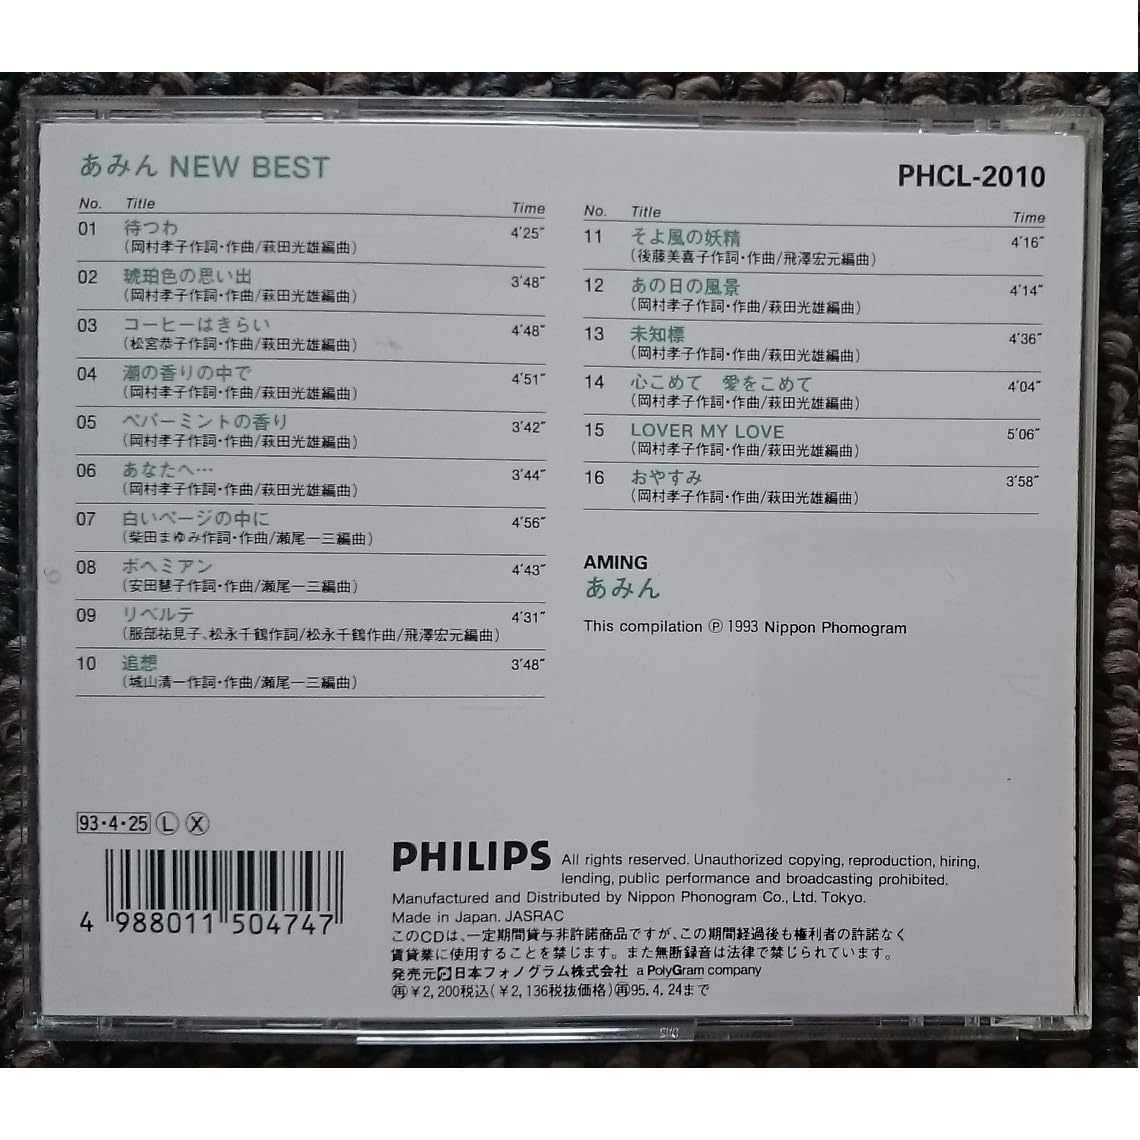 あみん NEW BEST
PHCL-2010
No. Title Time
01 待つわ 4'25"
(岡村孝子作詞・作曲/萩田光雄編曲)
02 琥珀色の思い出 3'48"
(岡村孝子作詞・作曲/萩田光雄編曲)
03 コーヒーはきらい 4'48"
(松宮恭子作詞・作曲/萩田光雄編曲)
04 潮の香りの中で 4'51"
(岡村孝子作詞・作曲/萩田光雄編曲)
05 ペパーミントの香り 3'42"
(岡村孝子作詞・作曲/萩田光雄編曲)
06 あなたへ… 3'44"
(岡村孝子作詞・作曲/萩田光雄編曲)
07 白いページの中に 4'56"
(柴田まゆみ作詞・作曲/瀬尾一三編曲)
08 ボヘミアン 4'43"
(安田慧子作詞・作曲/瀬尾一三編曲)
09 リベルテ 4'31"
(服部祐見子、松永千鶴作詞/松永千鶴作曲/飛澤宏元編曲)
10 追想 3'48"
(城山清一作詞・作曲/瀬尾一三編曲)
No. Title Time
11 そよ風の妖精 4'16"
(後藤美喜子作詞・作曲/飛澤宏元編曲)
12 あの日の風景 4'14"
(岡村孝子作詞・作曲/萩田光雄編曲)
13 未知標 4'36"
(岡村孝子作詞・作曲/萩田光雄編曲)
14 心こめて 愛をこめて 4'04"
(岡村孝子作詞・作曲/萩田光雄編曲)
15 LOVER MY LOVE 5'06"
(岡村孝子作詞・作曲/萩田光雄編曲)
16 おやすみ 3'58"
(岡村孝子作詞・作曲/萩田光雄編曲)
AMING
あみん
This compilation Ⓟ 1993 Nippon Phomogram
93・4・25 Ⓛ Ⓧ
4 988011 504747
PHILIPS All rights reserved. Unauthorized copying, reproduction, hiring,
lending, public performance and broadcasting prohibited.
Manufactured and Distributed by Nippon Phonogram Co., Ltd. Tokyo.
Made in Japan. JASRAC
このCDは、一定期間貸与非許諾商品ですが、この期間経過後も権利者の許諾なく
賃貸業に使用することを禁じます。また無断録音は法律で禁じられています。
発売元 日本フォノグラム株式会社 a PolyGram company
再￥2,200税込(￥2,136税抜価格)再95.4.24まで